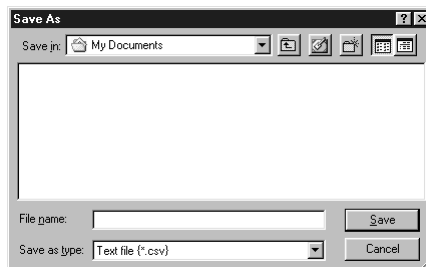 Save As
Save in: My Documents
File name:
Save
Save as type: Text file {*.csv}
Cancel